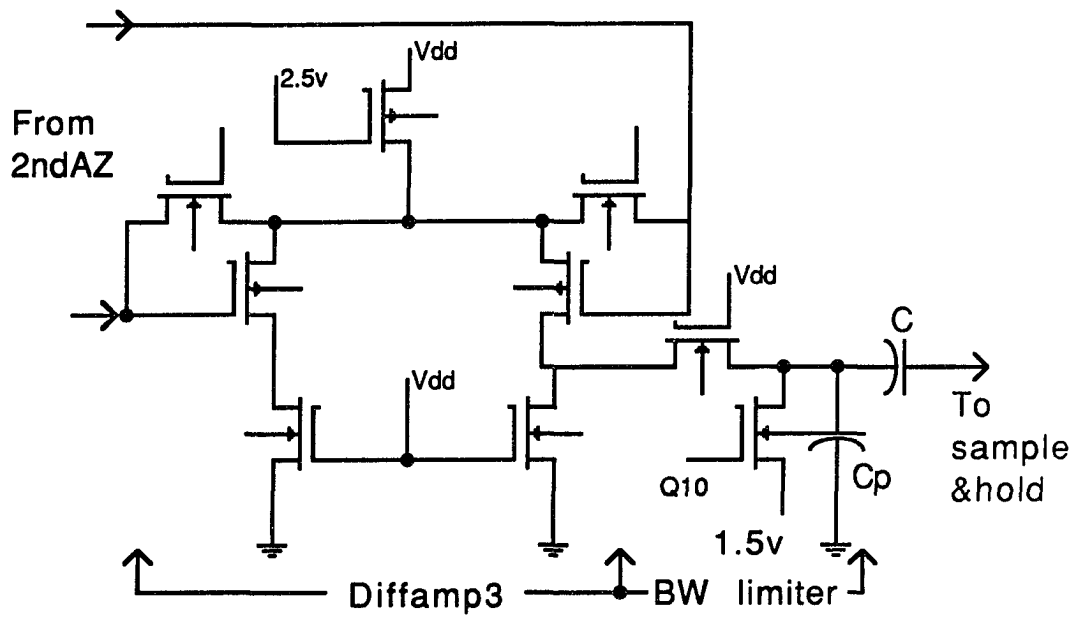 Vdd
2.5v
From
2ndAZ
Vdd
C
Vdd
To
sample
&hold
Q10
Cp
1.5v
Diffamp3
BW limiter